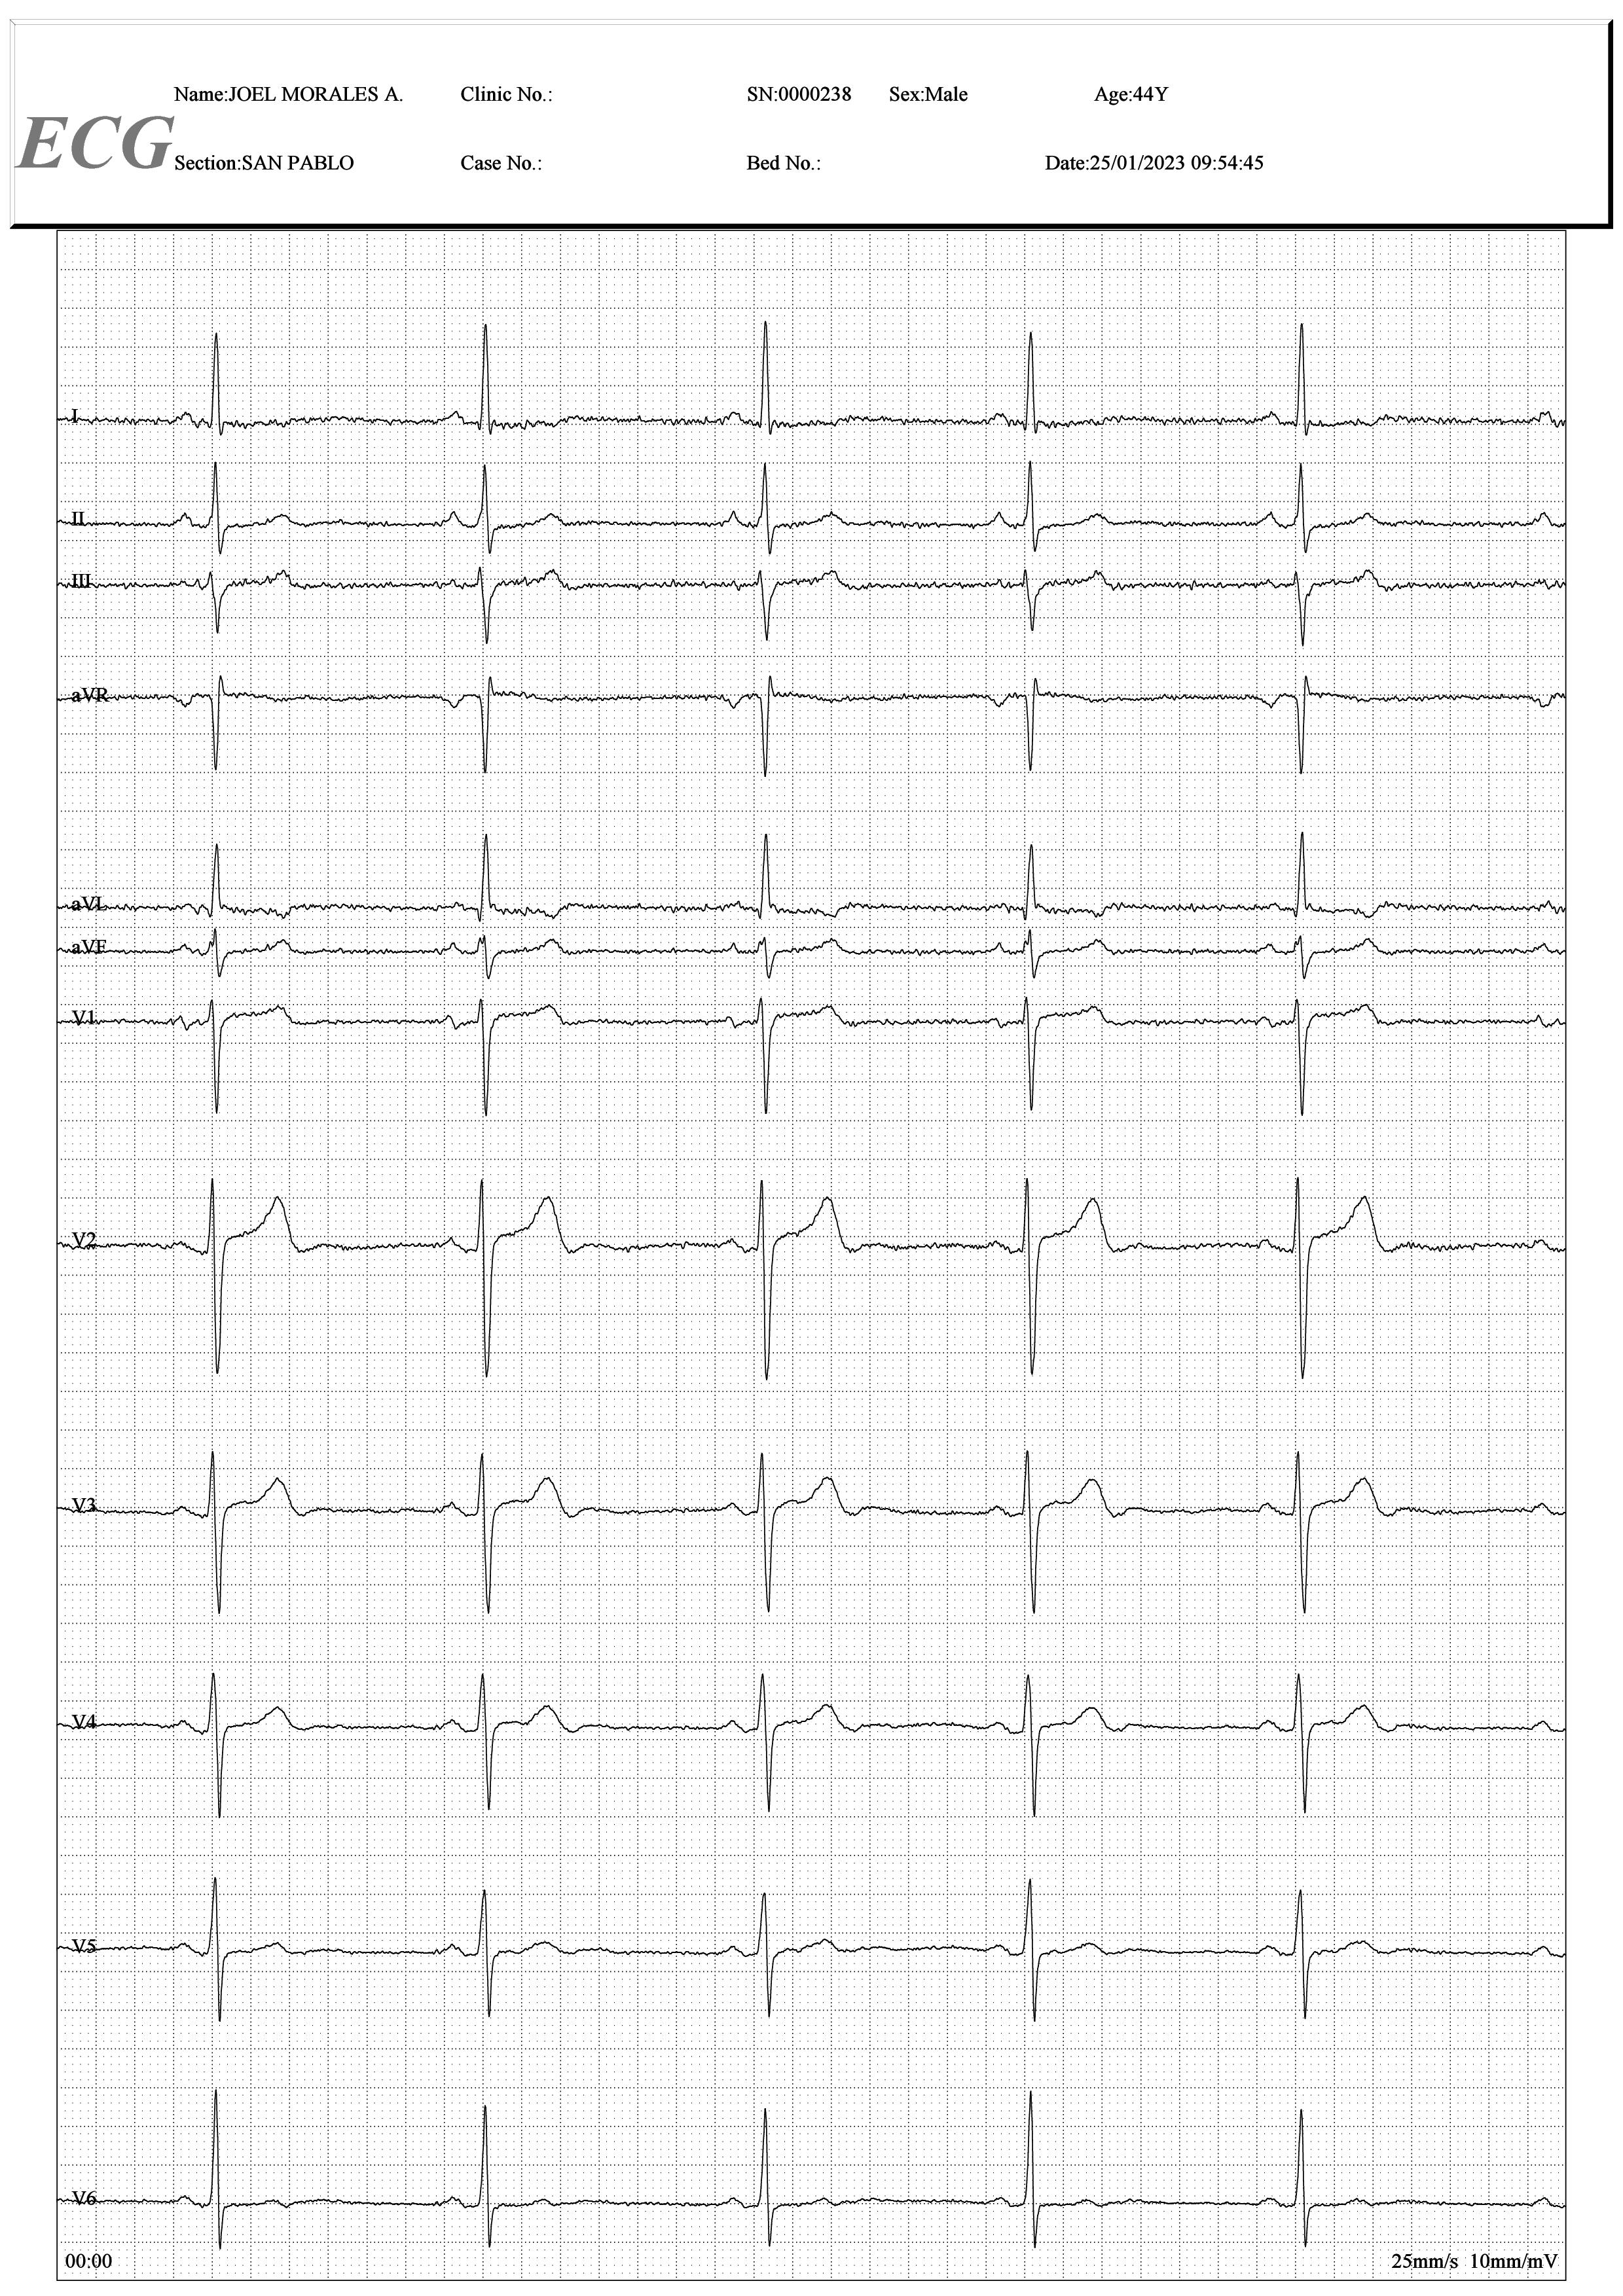 Name:JOEL MORALES A. Clinic No.: SN:0000238 Sex:Male Age:44Y
ECG
Section:SAN PABLO Case No.: Bed No.: Date:25/01/2023 09:54:45
I
II
III
aVR
aVL
aVF
V1
V2
V3
V4
V5
V6
00:00 25mm/s 10mm/mV